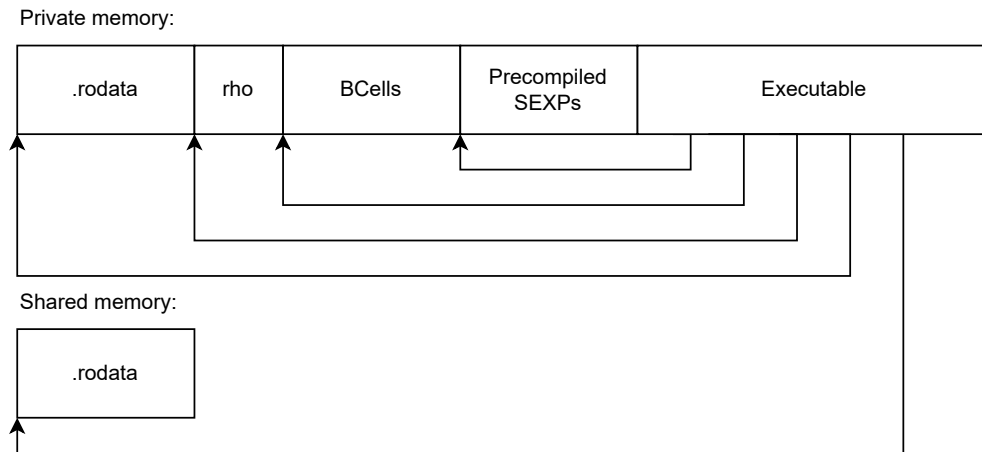 Private memory:
.rodata
rho
BCells
Precompiled
SEXPs
Executable
Shared memory:
.rodata